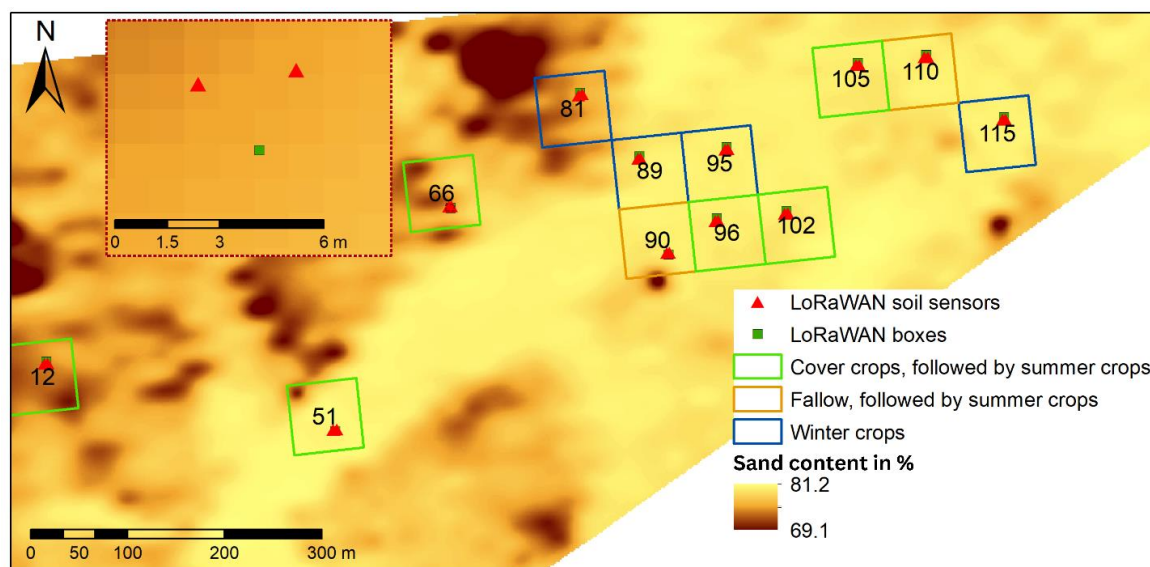 N
0 1.5 3 6 m
81
105
110
115
89
95
66
90
96
102
12
51
LoRaWAN soil sensors
LoRaWAN boxes
Cover crops, followed by summer crops
Fallow, followed by summer crops
Winter crops
Sand content in %
81.2
69.1
0 50 100 200 300 m